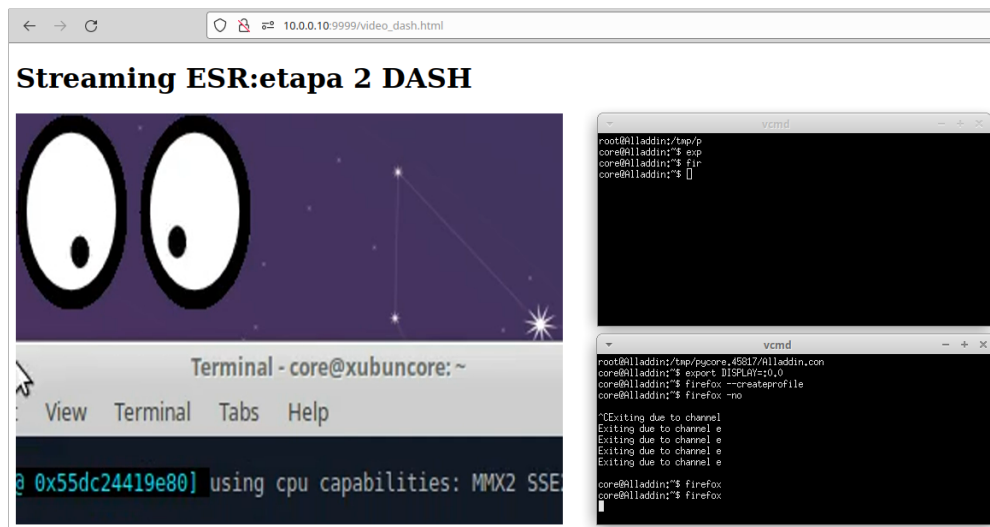 10.0.0.10:9999/video_dash.html
Streaming ESR:etapa 2 DASH
Terminal - core@xubuncore: ~
View Terminal Tabs Help
@ 0x55dc24419e80] using cpu capabilities: MMX2 SSE
vcmd
root@Alladdin:/tmp/p
core@Alladdin:~$ exp
core@Alladdin:~$ fir
core@Alladdin:~$
vcmd
root@Alladdin:/tmp/pycore.45817/Alladdin.con
core@Alladdin:~$ export DISPLAY=:0.0
core@Alladdin:~$ firefox --createprofile
core@Alladdin:~$ firefox -no
^CExiting due to channel
Exiting due to channel e
Exiting due to channel e
Exiting due to channel e
Exiting due to channel e
core@Alladdin:~$ firefox
core@Alladdin:~$ firefox